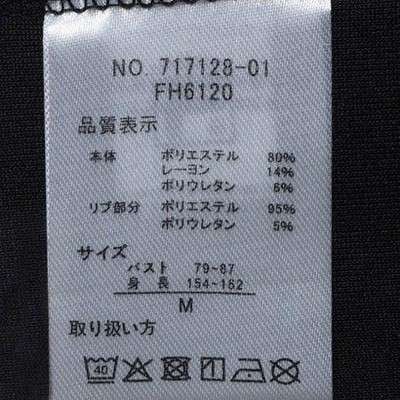 NO. 717128-01
FH6120
品質表示
本体 ポリエステル 80%
レーヨン 14%
ポリウレタン 6%
リブ部分 ポリエステル 95%
ポリウレタン 5%
サイズ
バスト 79-87
身長 154-162
M
取り扱い方
40